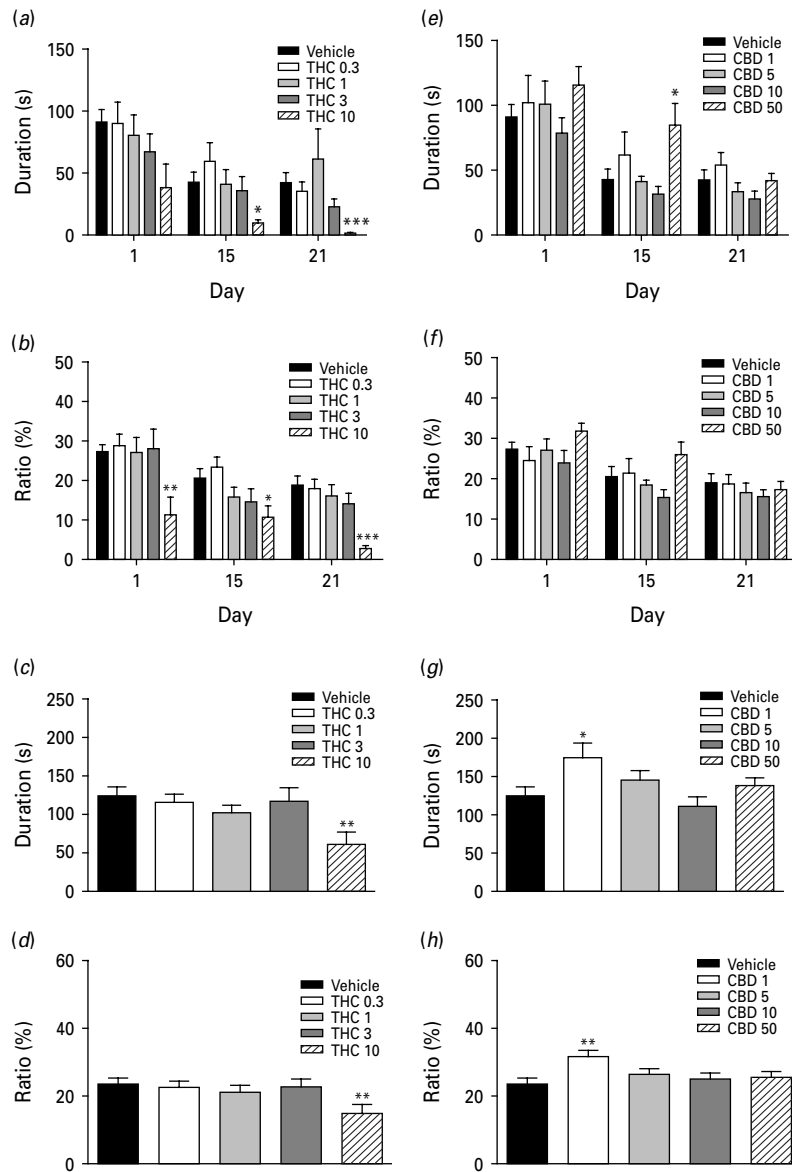 (a)
150
100
50
0
Duration (s)
Vehicle
THC 0.3
THC 1
THC 3
THC 10
*
***
1 15 21
Day
(b)
50
40
30
20
10
0
Ratio (%)
Vehicle
THC 0.3
THC 1
THC 3
THC 10
**
*
***
1 15 21
Day
(c)
250
200
150
100
50
0
Duration (s)
Vehicle
THC 0.3
THC 1
THC 3
THC 10
**
(d)
60
40
20
0
Ratio (%)
Vehicle
THC 0.3
THC 1
THC 3
THC 10
**
(e)
150
100
50
0
Duration (s)
Vehicle
CBD 1
CBD 5
CBD 10
CBD 50
*
1 15 21
Day
(f)
50
40
30
20
10
0
Ratio (%)
Vehicle
CBD 1
CBD 5
CBD 10
CBD 50
1 15 21
Day
(g)
250
200
150
100
50
0
Duration (s)
Vehicle
CBD 1
CBD 5
CBD 10
CBD 50
*
(h)
60
40
20
0
Ratio (%)
Vehicle
CBD 1
CBD 5
CBD 10
CBD 50
**